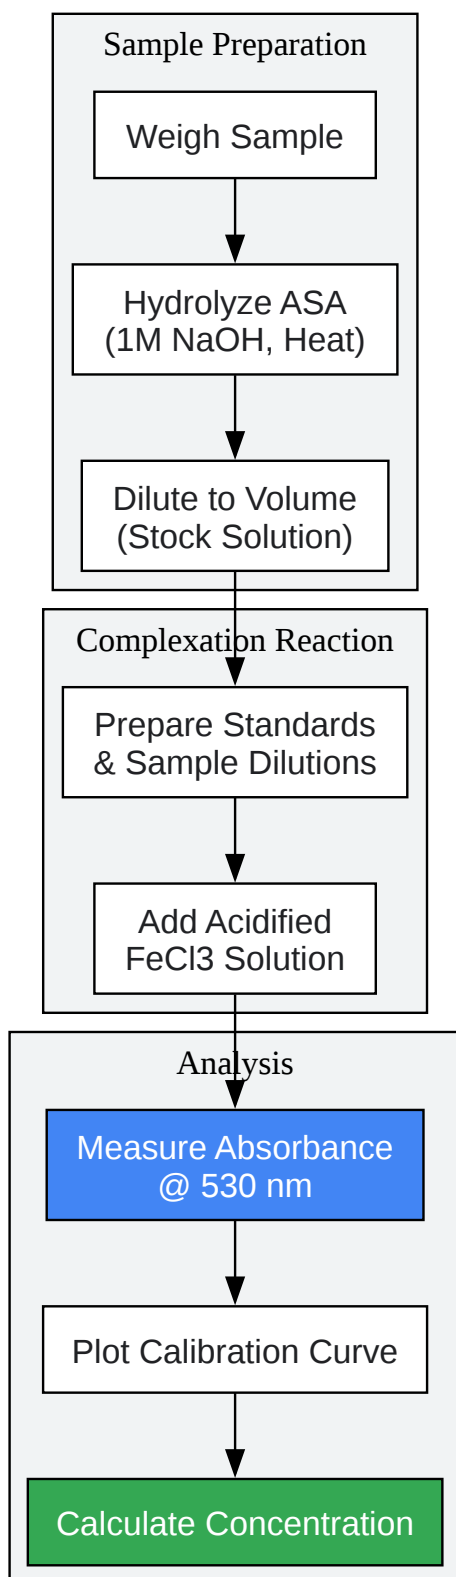 Sample Preparation
Weigh Sample
Hydrolyze ASA
(1M NaOH, Heat)
Dilute to Volume
(Stock Solution)
Complexation Reaction
Prepare Standards
& Sample Dilutions
Add Acidified
FeCl3 Solution
Analysis
Measure Absorbance
@ 530 nm
Plot Calibration Curve
Calculate Concentration